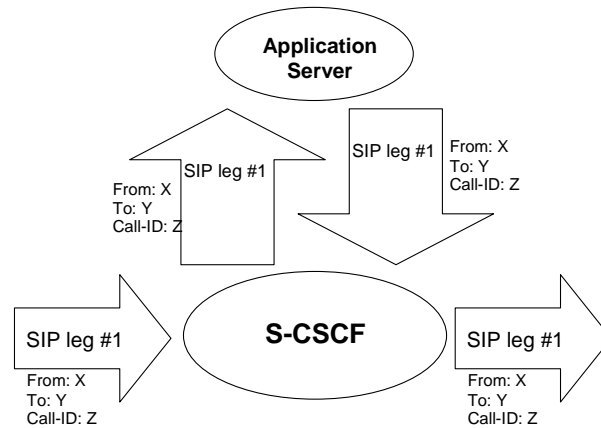 Application
Server
SIP leg #1
From: X
To: Y
Call-ID: Z
SIP leg #1
From: X
To: Y
Call-ID: Z
S-CSCF
SIP leg #1
From: X
To: Y
Call-ID: Z
SIP leg #1
From: X
To: Y
Call-ID: Z